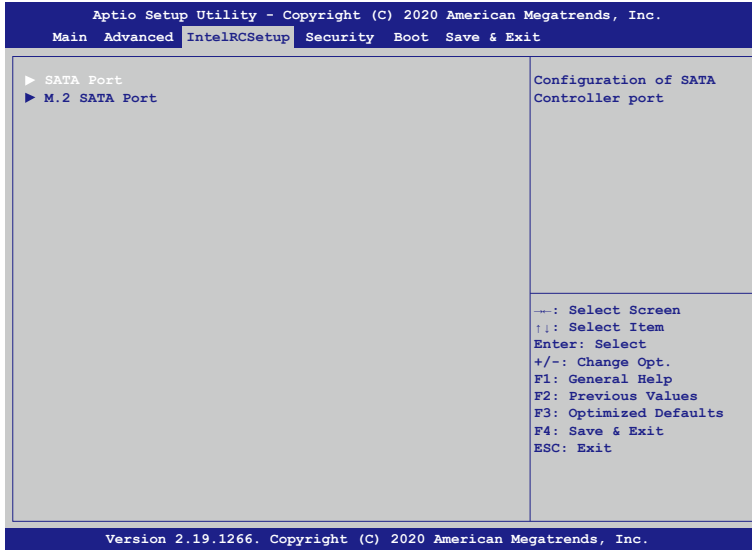 Aptio Setup Utility - Copyright (C) 2020 American Megatrends, Inc.
Main Advanced IntelRCSetup Security Boot Save & Exit
▶ SATA Port
▶ M.2 SATA Port
Configuration of SATA
Controller port
→←: Select Screen
↑↓: Select Item
Enter: Select
+/-: Change Opt.
F1: General Help
F2: Previous Values
F3: Optimized Defaults
F4: Save & Exit
ESC: Exit
Version 2.19.1266. Copyright (C) 2020 American Megatrends, Inc.